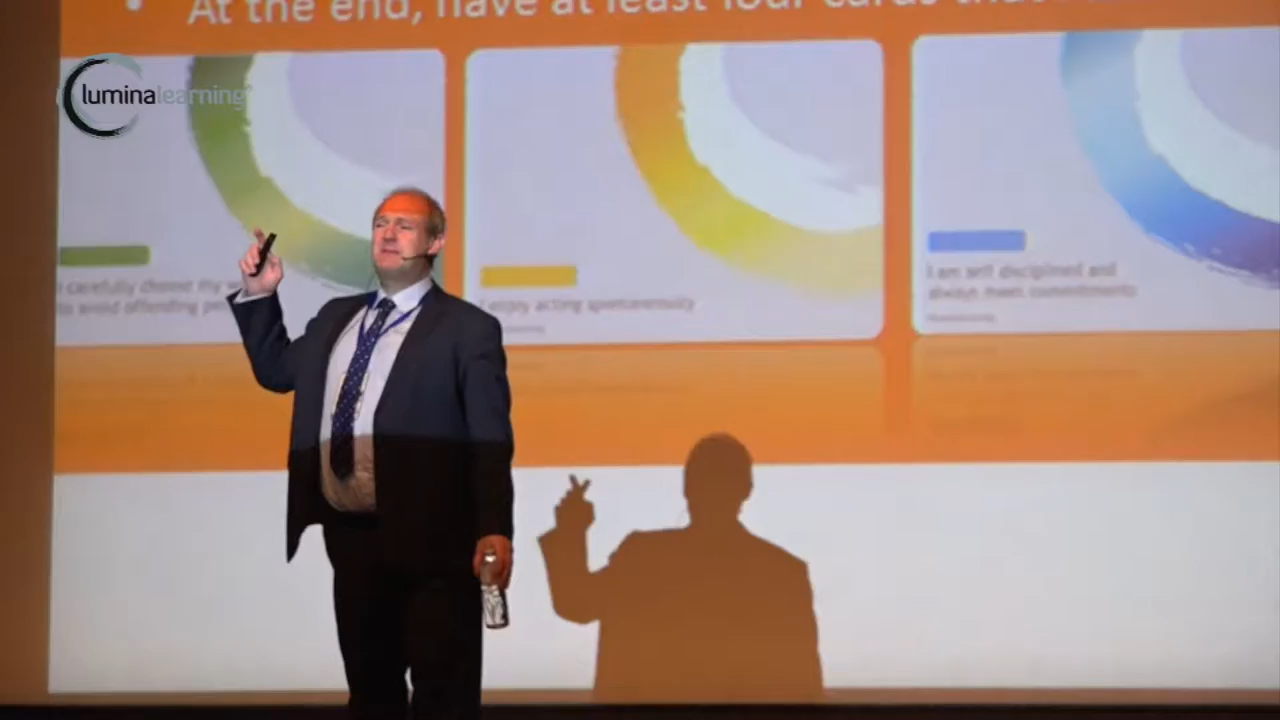 At the end, have at least four cards that
luminalearning
I carefully choose my
to avoid offending
I enjoy acting spontaneously
I am self disciplined and
always meet commitments